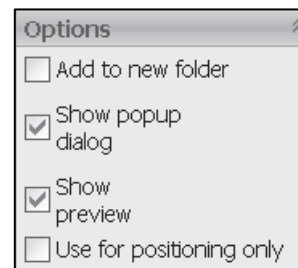 Options
Add to new folder
Show popup
dialog
Show
preview
Use for positioning only